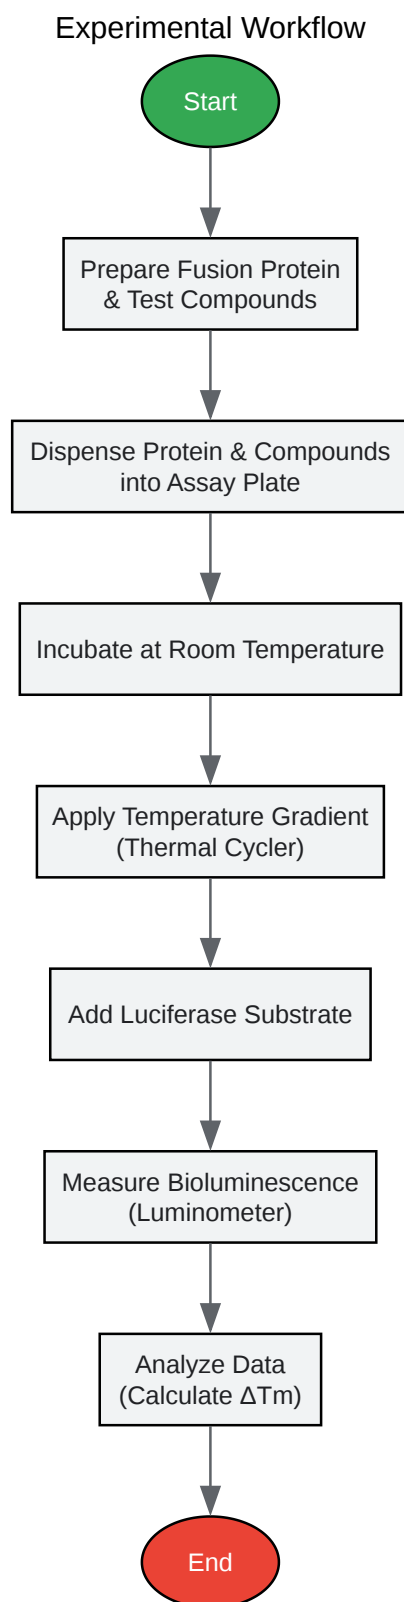 Experimental Workflow
Start
Prepare Fusion Protein
& Test Compounds
Dispense Protein & Compounds
into Assay Plate
Incubate at Room Temperature
Apply Temperature Gradient
(Thermal Cycler)
Add Luciferase Substrate
Measure Bioluminescence
(Luminometer)
Analyze Data
(Calculate ΔTm)
End